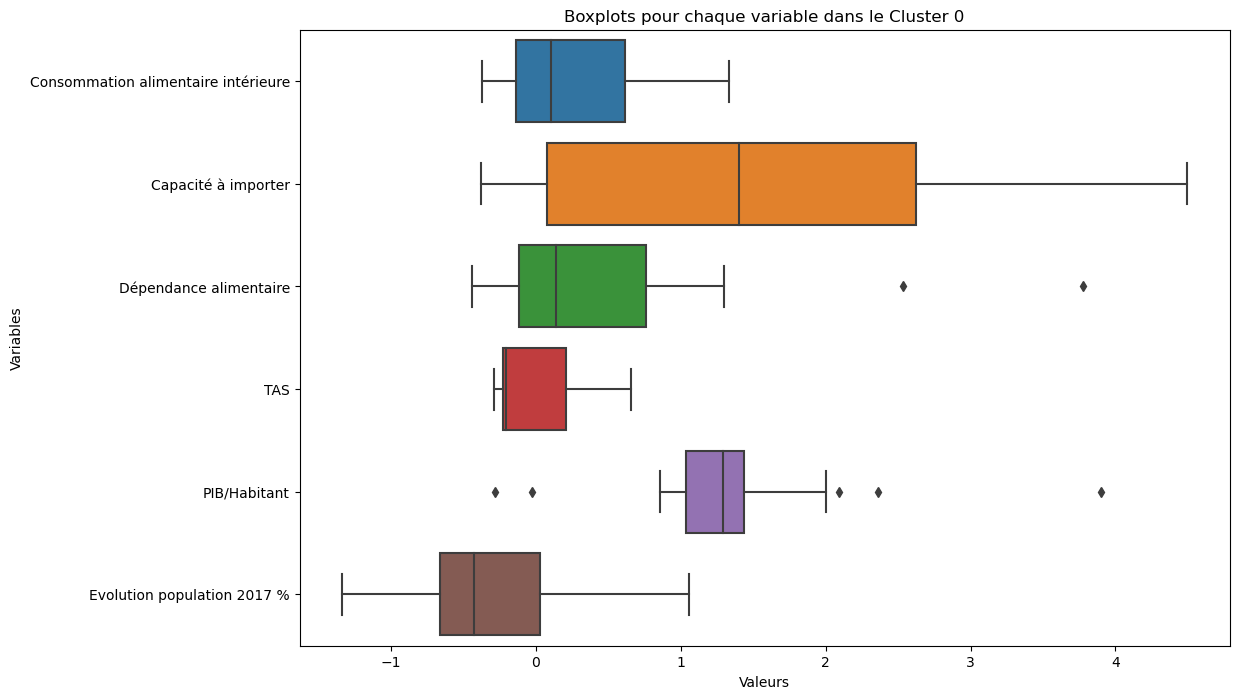 Boxplots pour chaque variable dans le Cluster 0
Consommation alimentaire intérieure
Capacité à importer
Dépendance alimentaire
TAS
PIB/Habitant
Evolution population 2017 %
Variables
−1 0 1 2 3 4
Valeurs